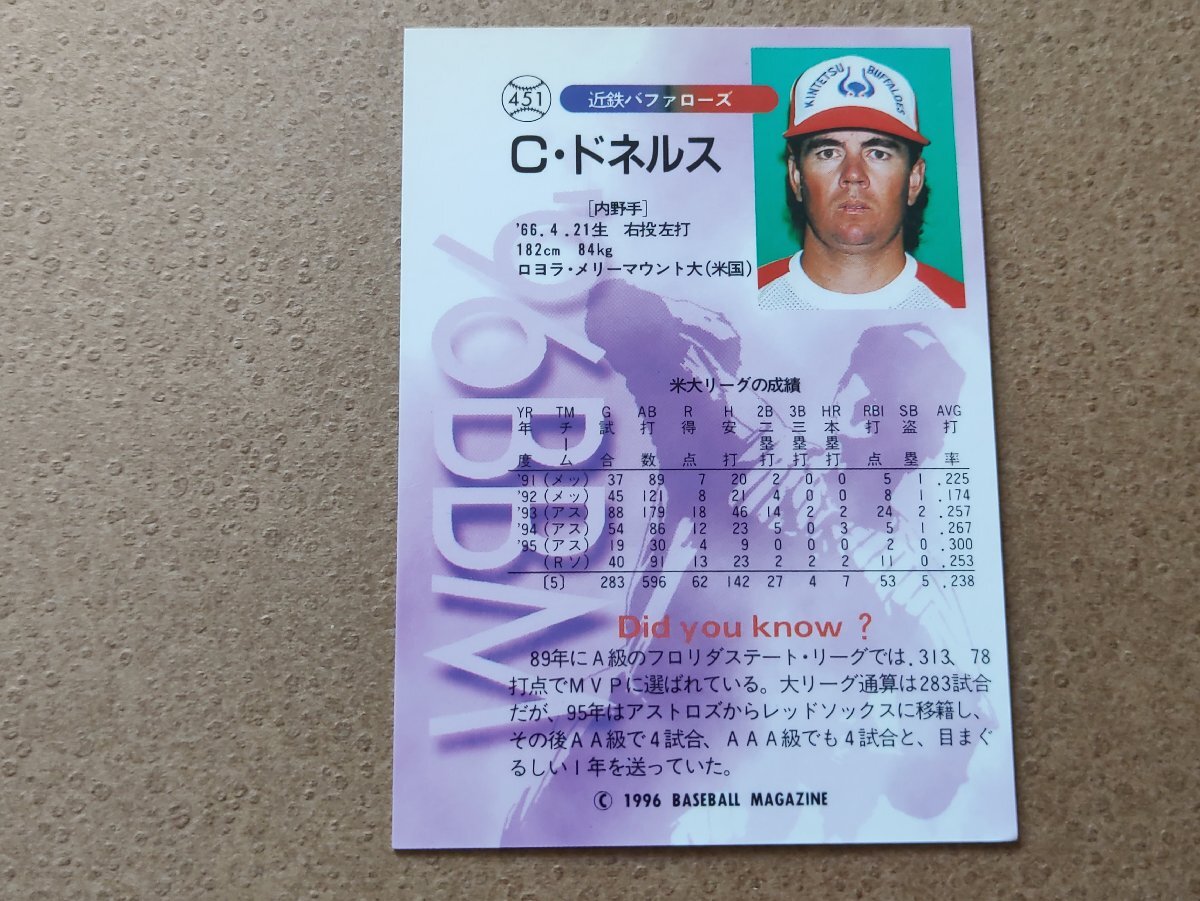 451 近鉄バファローズ
KINTETSU BUFFALOES
C・ドネルス
[内野手]
'66.4.21生 右投左打
182cm 84kg
ロヨラ・メリーマウント大(米国)
'96BBM
米大リーグの成績
YR TM G AB R H 2B 3B HR RBI SB AVG
年度 チーム 試合 打数 得点 安打 二塁打 三塁打 本塁打 打点 盗塁 打率
'91(メッ) 37 89 7 20 2 0 0 5 1 .225
'92(メッ) 45 121 8 21 4 0 0 8 1 .174
'93(アス) 88 179 18 46 14 2 2 24 2 .257
'94(アス) 54 86 12 23 5 0 3 5 1 .267
'95(アス) 19 30 4 9 0 0 0 2 0 .300
(Rソ) 40 91 13 23 2 2 2 11 0 .253
[5] 283 596 62 142 27 4 7 53 5 .238
Did you know ?
89年にA級のフロリダステート・リーグでは.313、78
打点でMVPに選ばれている。大リーグ通算は283試合
だが、95年はアストロズからレッドソックスに移籍し、
その後AA級で4試合、AAA級でも4試合と、目まぐ
るしい1年を送っていた。
© 1996 BASEBALL MAGAZINE